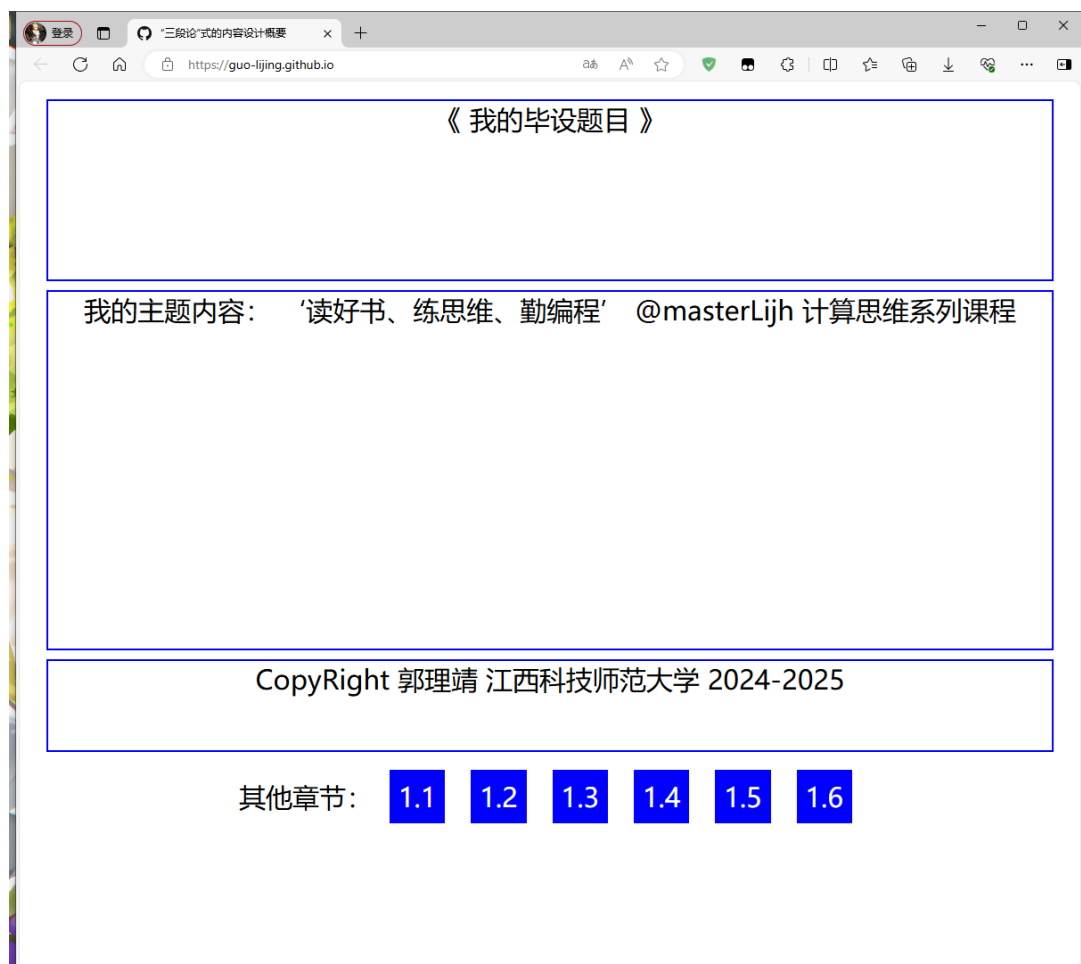 登录
“三段论”式的内容设计概要
https://guo-lijing.github.io
《 我的毕设题目 》
我的主题内容： ‘读好书、练思维、勤编程’ @masterLijh 计算思维系列课程
CopyRight 郭理靖 江西科技师范大学 2024-2025
其他章节： 1.1 1.2 1.3 1.4 1.5 1.6